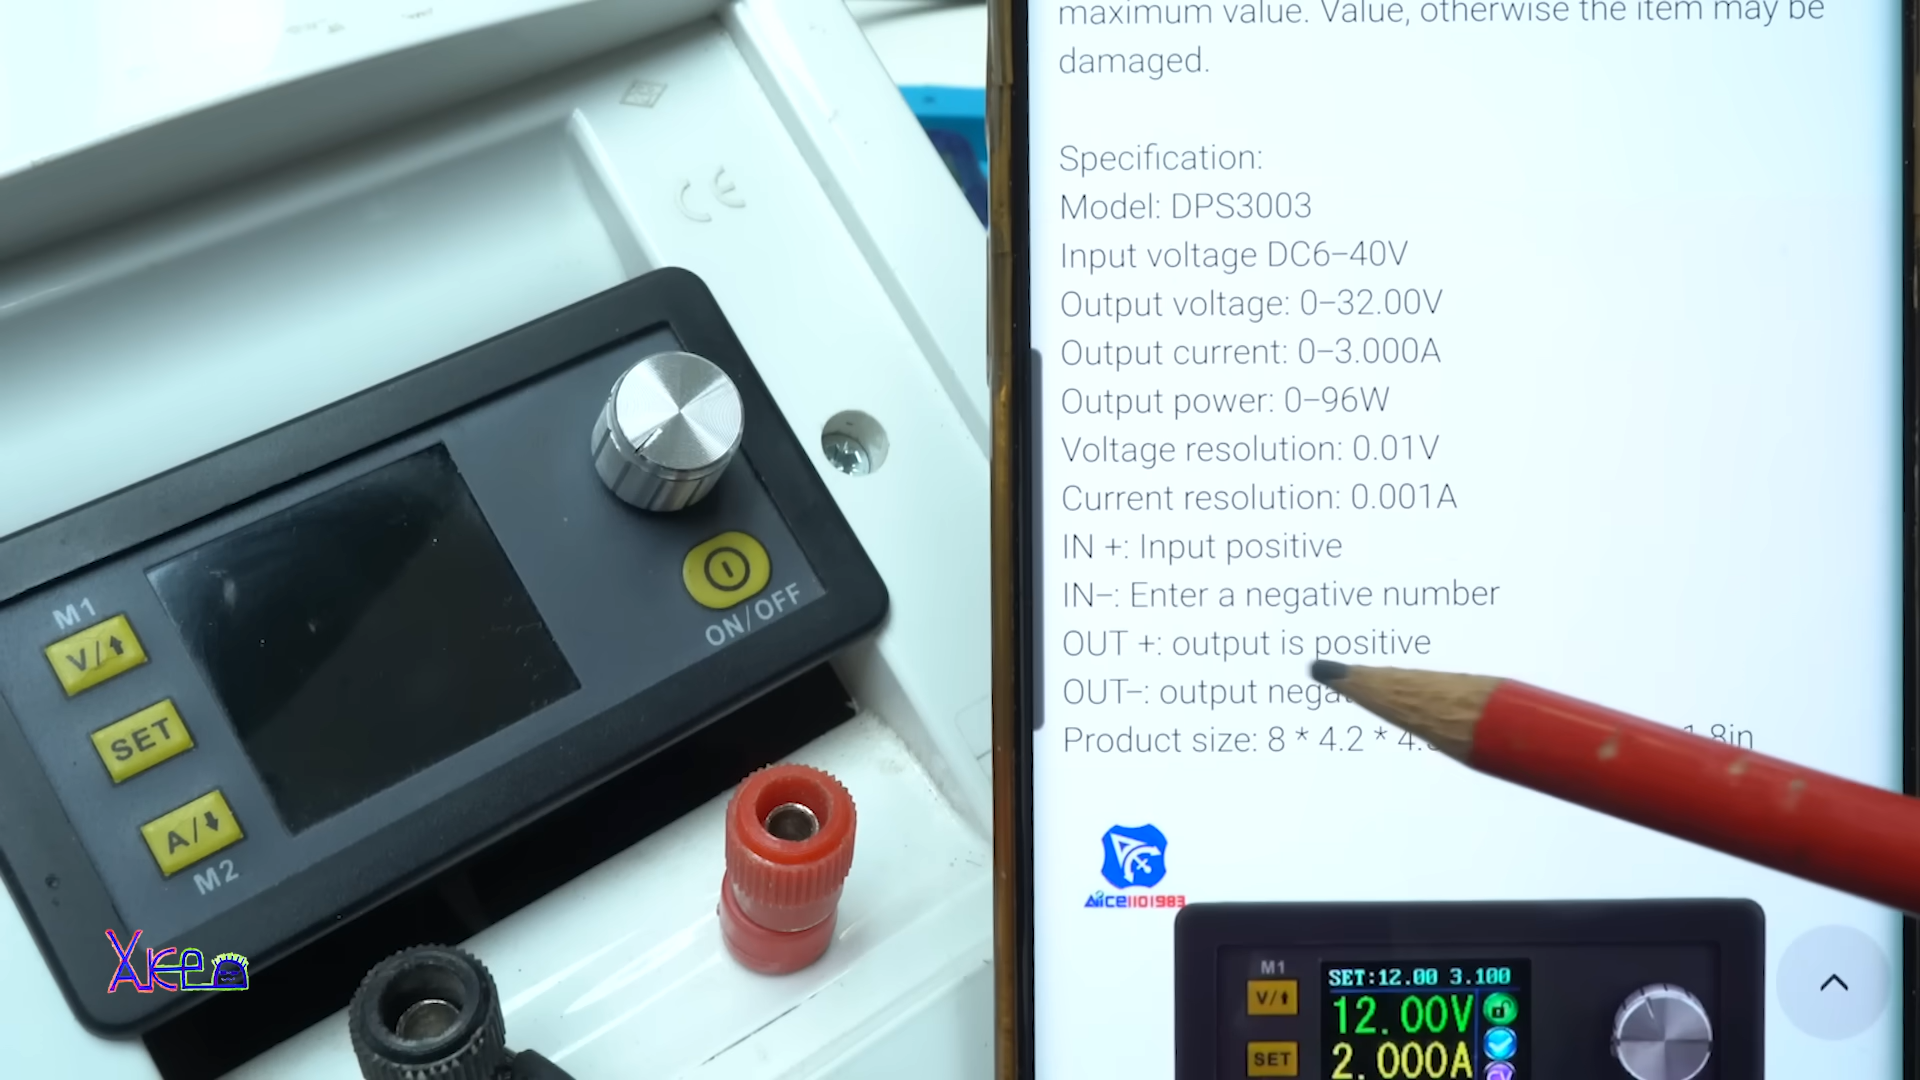 maximum value. Value, otherwise the item may be
damaged.
Specification:
Model: DPS3003
Input voltage DC6–40V
Output voltage: 0–32.00V
Output current: 0–3.000A
Output power: 0–96W
Voltage resolution: 0.01V
Current resolution: 0.001A
IN +: Input positive
IN–: Enter a negative number
OUT +: output is positive
OUT–: output
Product size: 8 * 4.2 * 1.8in
Alice1101983
M1
V/⬆
SET
SET:12.00 3.100
12.00V
2.000A
CV
CE
M1
V/⬆
SET
A/⬇
M2
ON/OFF